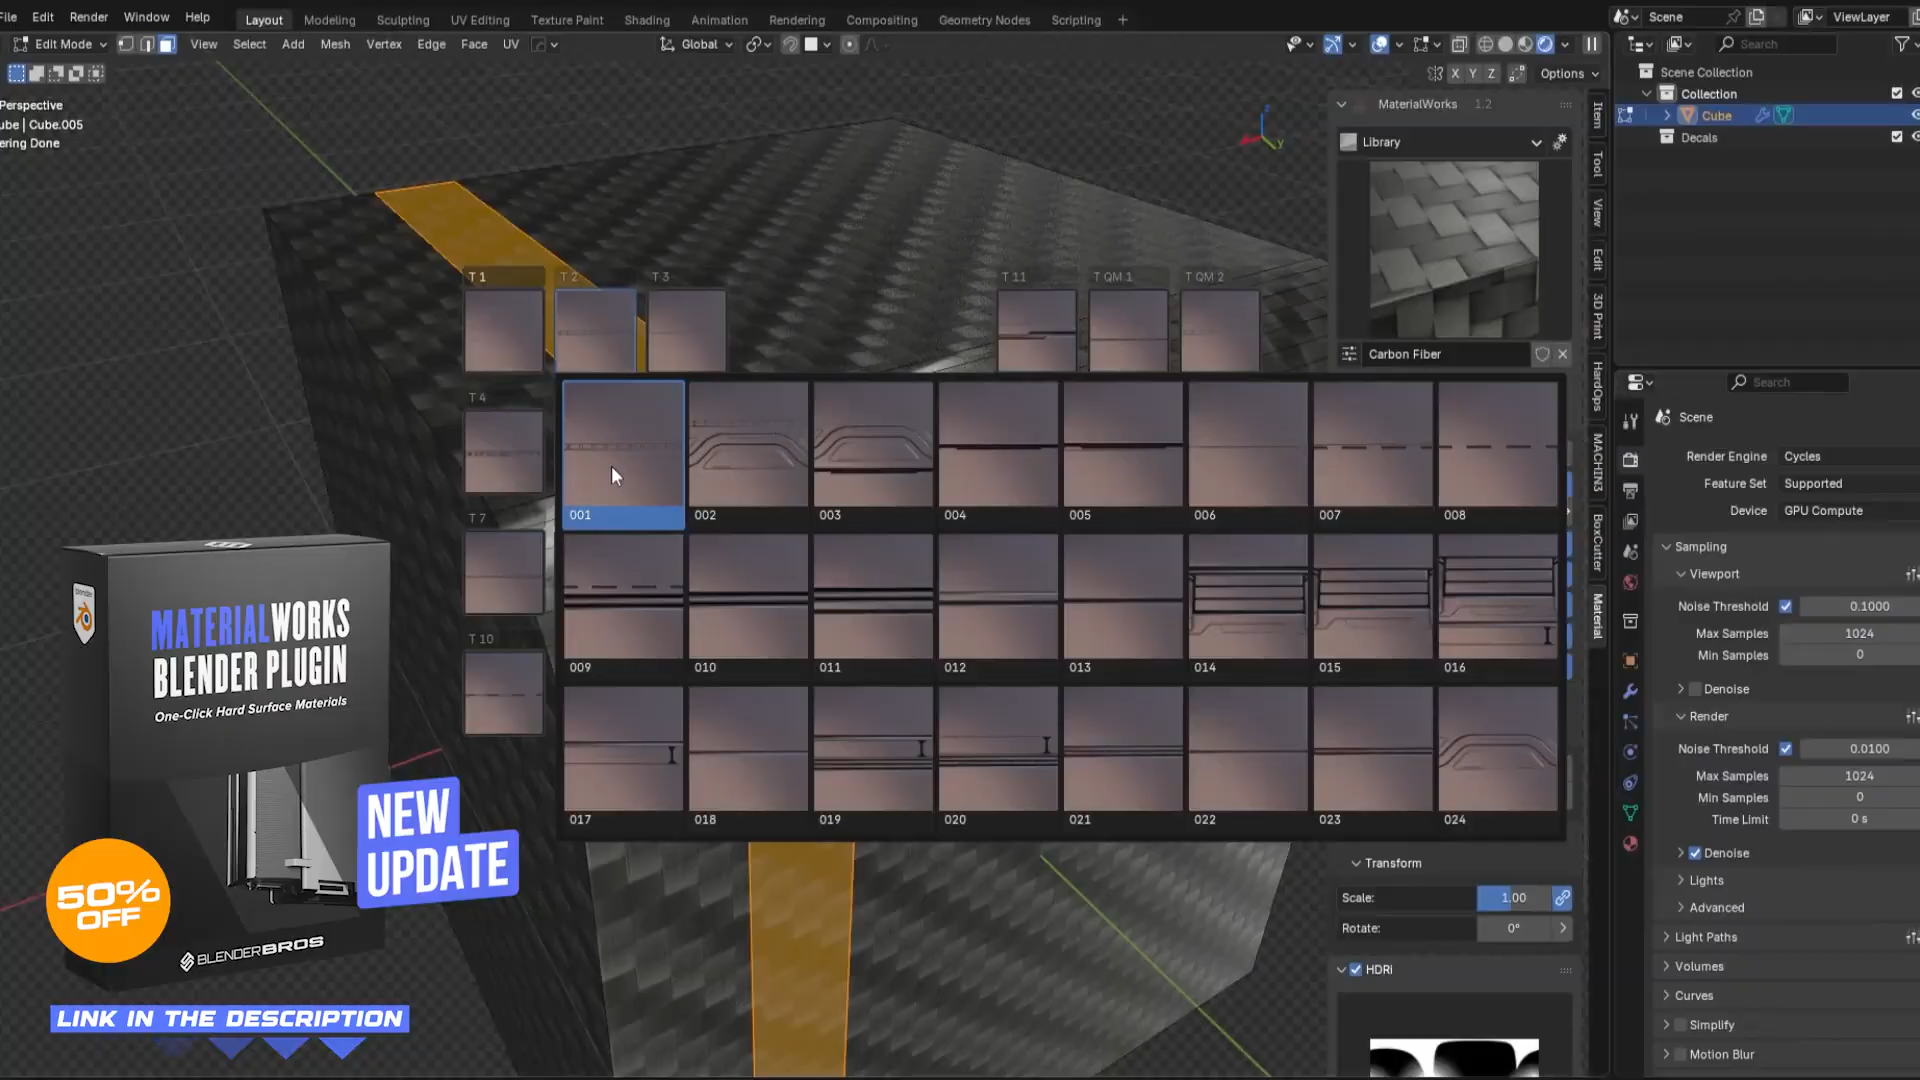 File Edit Render Window Help Layout Modeling Sculpting UV Editing Texture Paint Shading Animation Rendering Compositing Geometry Nodes Scripting + Scene ViewLayer
Edit Mode View Select Add Mesh Vertex Edge Face UV Global Search
X Y Z Options
Perspective
ube | Cube.005
ering Done
MaterialWorks 1.2
Library
Carbon Fiber
Item
Tool
View
Edit
3D Print
HardOps
MACHIN3
BoxCutter
Material
Scene Collection
Collection
Cube
Decals
T 1 T 2 T 3 T 11 T QM 1 T QM 2
T 4
T 7
T 10
001 002 003 004 005 006 007 008
009 010 011 012 013 014 015 016
017 018 019 020 021 022 023 024
Transform
Scale: 1.00
Rotate: 0°
HDRI
Search
Scene
Render Engine Cycles
Feature Set Supported
Device GPU Compute
Sampling
Viewport
Noise Threshold 0.1000
Max Samples 1024
Min Samples 0
Denoise
Render
Noise Threshold 0.0100
Max Samples 1024
Min Samples 0
Time Limit 0 s
Denoise
Lights
Advanced
Light Paths
Volumes
Curves
Simplify
Motion Blur
blender
MATERIALWORKS
BLENDER PLUGIN
One-Click Hard Surface Materials
NEW
UPDATE
50%
OFF
BLENDERBROS
LINK IN THE DESCRIPTION